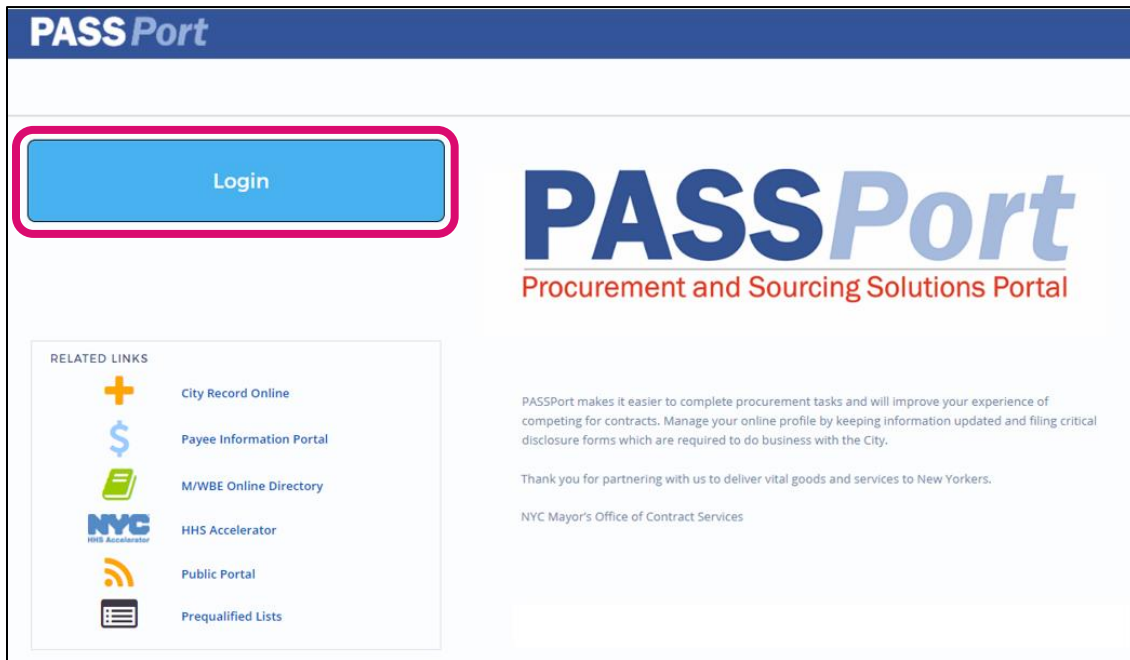 PASSPort
Login
PASSPort
Procurement and Sourcing Solutions Portal
RELATED LINKS
City Record Online
Payee Information Portal
M/WBE Online Directory
NYC
HHS Accelerator
HHS Accelerator
Public Portal
Prequalified Lists
PASSPort makes it easier to complete procurement tasks and will improve your experience of
competing for contracts. Manage your online profile by keeping information updated and filing critical
disclosure forms which are required to do business with the City.
Thank you for partnering with us to deliver vital goods and services to New Yorkers.
NYC Mayor's Office of Contract Services